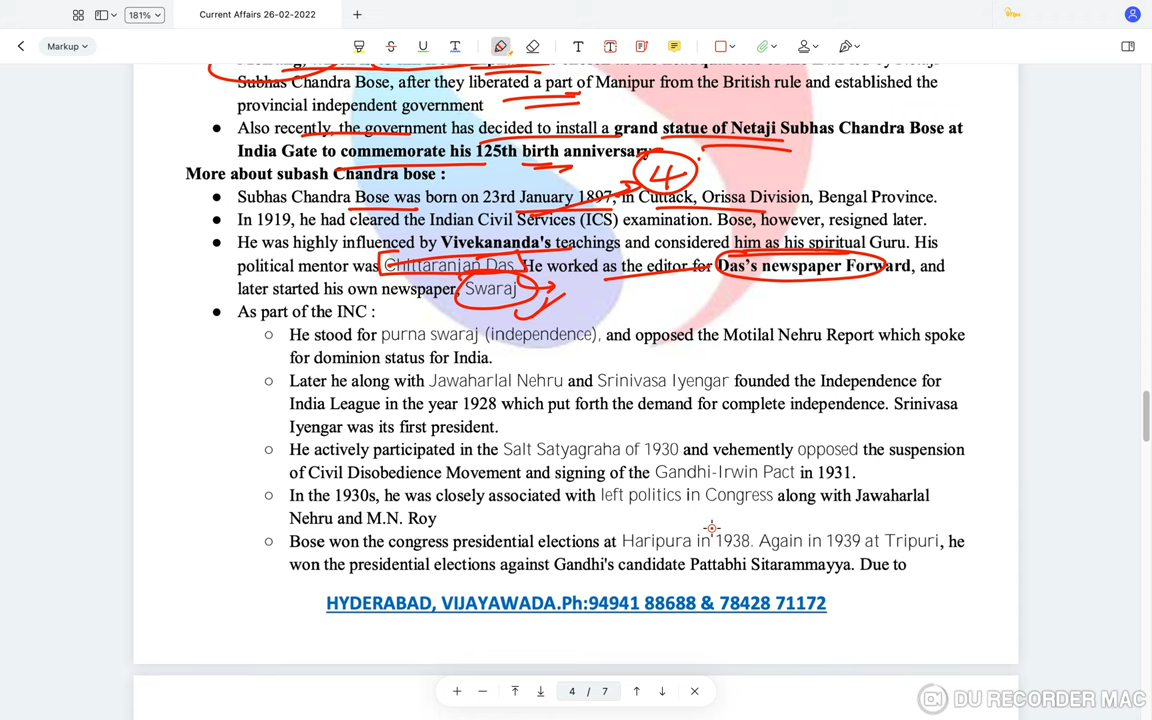 181%
Current Affairs 26-02-2022
Markup
Subhas Chandra Bose, after they liberated a part of Manipur from the British rule and established the
provincial independent government
● Also recently, the government has decided to install a grand statue of Netaji Subhas Chandra Bose at
India Gate to commemorate his 125th birth anniversary
4
More about subash Chandra bose :
● Subhas Chandra Bose was born on 23rd January 1897, in Cuttack, Orissa Division, Bengal Province.
● In 1919, he had cleared the Indian Civil Services (ICS) examination. Bose, however, resigned later.
● He was highly influenced by Vivekananda's teachings and considered him as his spiritual Guru. His
political mentor was Chittaranjan Das. He worked as the editor for Das's newspaper Forward, and
later started his own newspaper, Swaraj
● As part of the INC :
○ He stood for purna swaraj (independence), and opposed the Motilal Nehru Report which spoke
for dominion status for India.
○ Later he along with Jawaharlal Nehru and Srinivasa Iyengar founded the Independence for
India League in the year 1928 which put forth the demand for complete independence. Srinivasa
Iyengar was its first president.
○ He actively participated in the Salt Satyagraha of 1930 and vehemently opposed the suspension
of Civil Disobedience Movement and signing of the Gandhi-Irwin Pact in 1931.
○ In the 1930s, he was closely associated with left politics in Congress along with Jawaharlal
Nehru and M.N. Roy
○ Bose won the congress presidential elections at Haripura in 1938. Again in 1939 at Tripuri, he
won the presidential elections against Gandhi's candidate Pattabhi Sitarammayya. Due to
HYDERABAD, VIJAYAWADA.Ph:94941 88688 & 78428 71172
4 / 7
DU RECORDER MAC